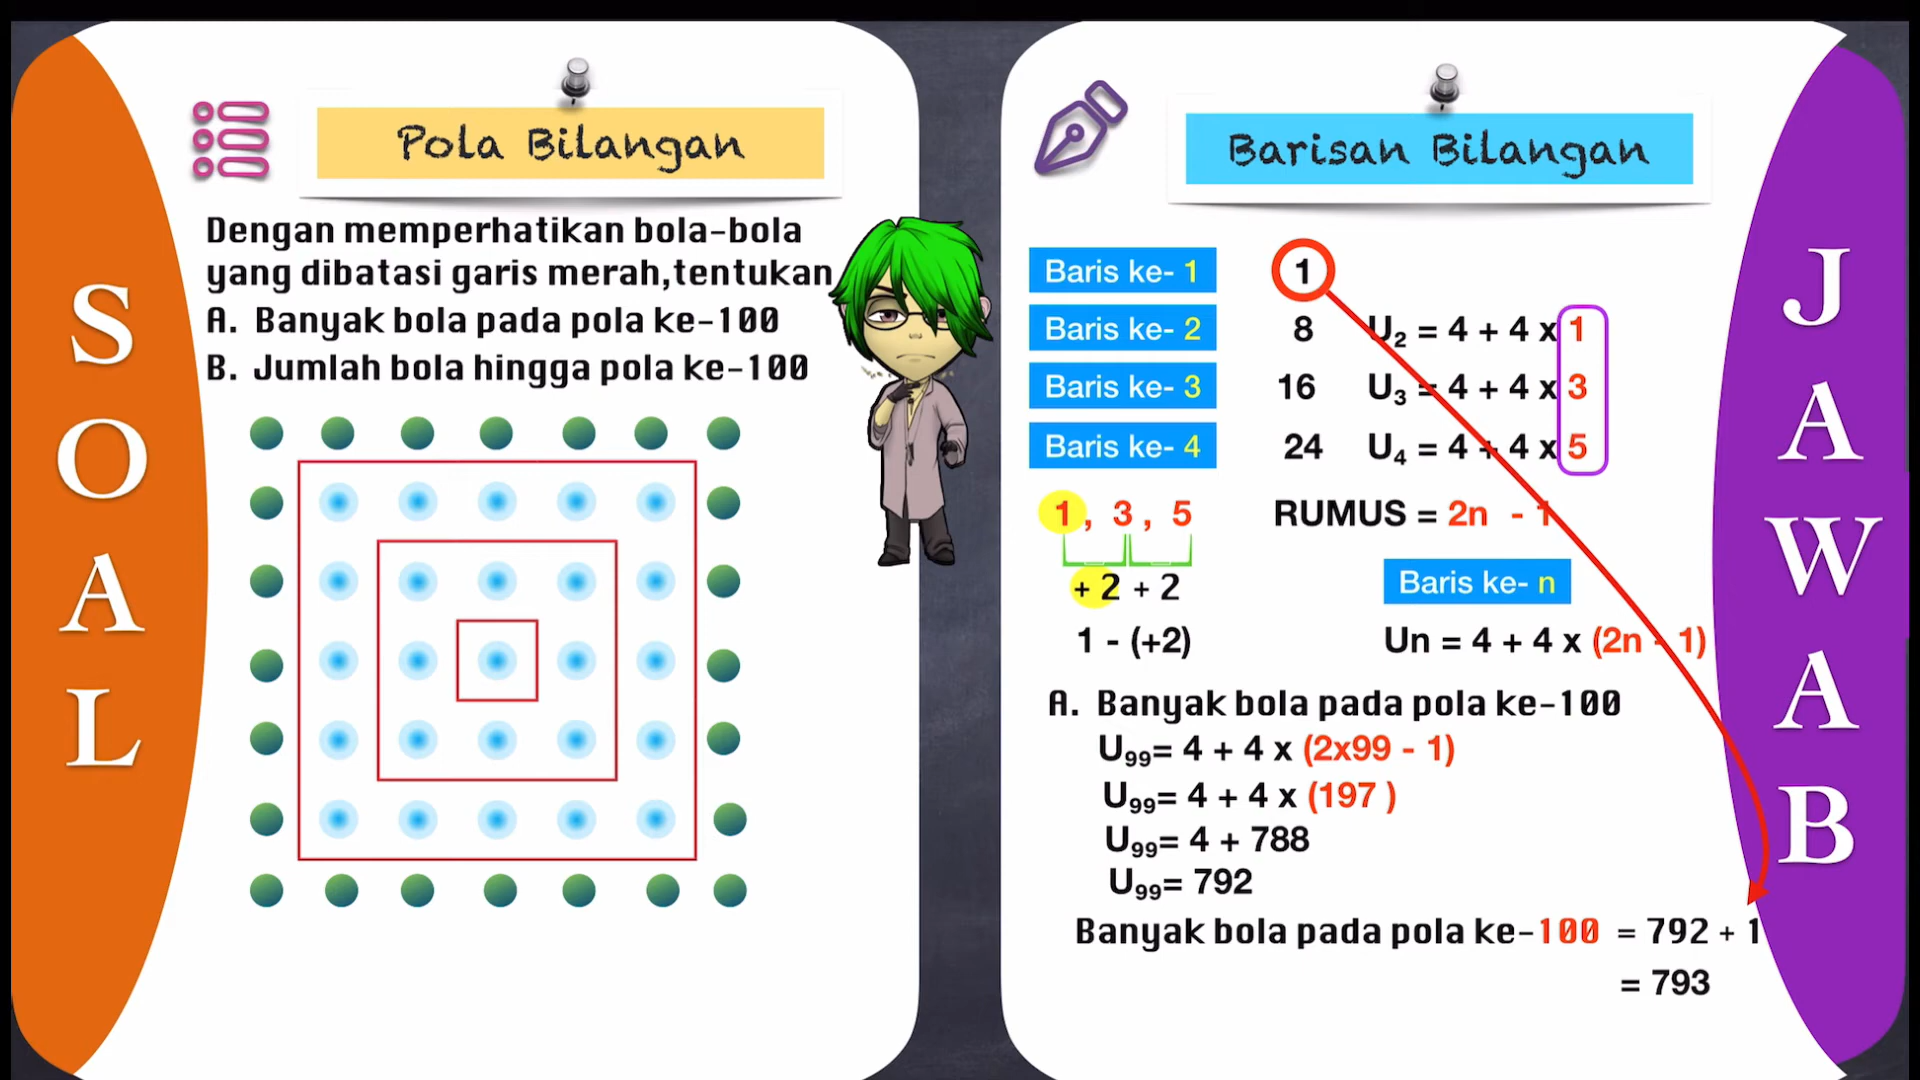 SOAL
Pola Bilangan
Dengan memperhatikan bola-bola
yang dibatasi garis merah,tentukan
A. Banyak bola pada pola ke-100
B. Jumlah bola hingga pola ke-100
Barisan Bilangan
Baris ke- 1 1
Baris ke- 2 8 U₂ = 4 + 4 x 1
Baris ke- 3 16 U₃ = 4 + 4 x 3
Baris ke- 4 24 U₄ = 4 + 4 x 5
1 , 3 , 5 RUMUS = 2n - 1
+ 2 + 2 Baris ke- n
1 - (+2) Un = 4 + 4 x (2n - 1)
A. Banyak bola pada pola ke-100
U₉₉= 4 + 4 x (2x99 - 1)
U₉₉= 4 + 4 x (197 )
U₉₉= 4 + 788
U₉₉= 792
Banyak bola pada pola ke-100 = 792 + 1
= 793
JAWAB